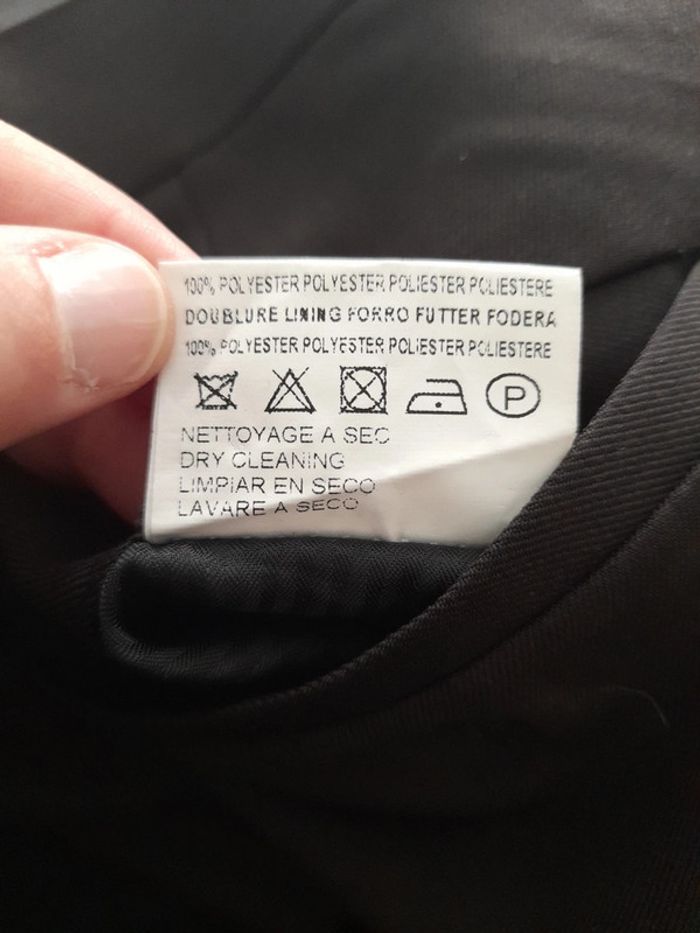 100% POLYESTER POLYESTER POLIESTER POLIESTERE
DOUBLURE LINING FORRO FUTTER FODERA
100% POLYESTER POLYESTER POLIESTER POLIESTERE
P
NETTOYAGE A SEC
DRY CLEANING
LIMPIAR EN SECO
LAVARE A SECO